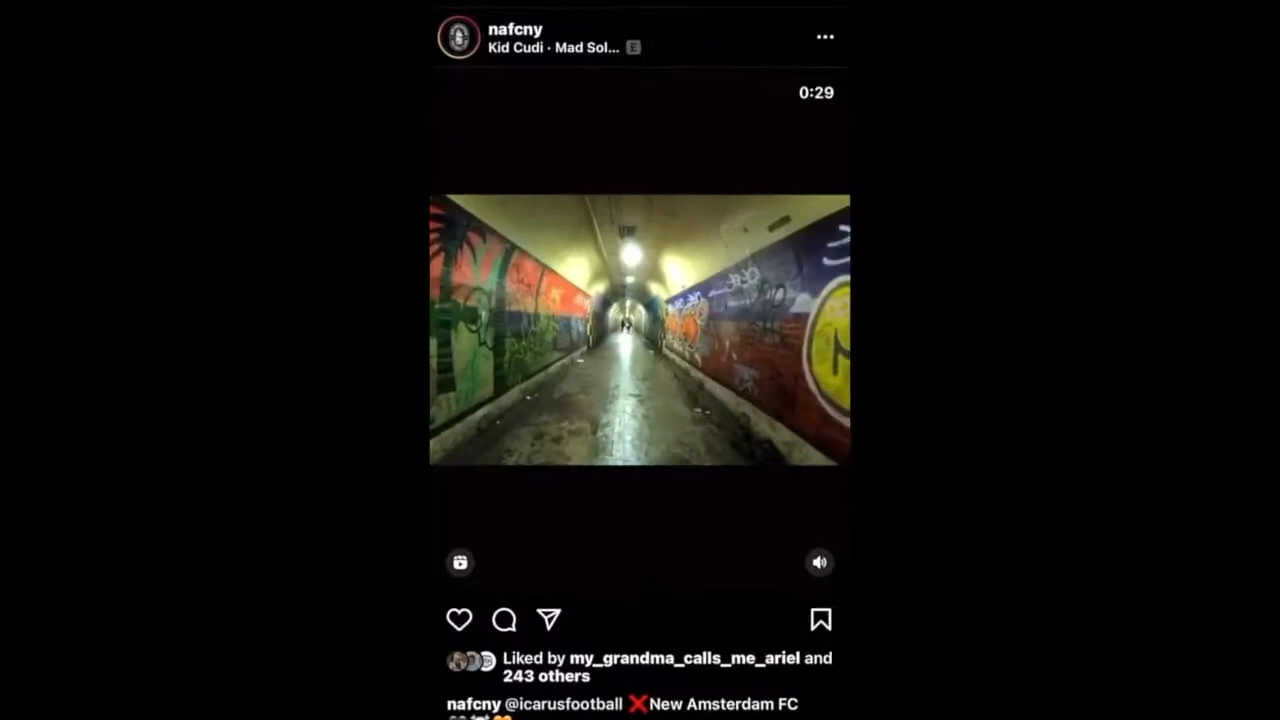 nafcny
Kid Cudi · Mad Sol... E
0:29
Liked by my_grandma_calls_me_ariel and
243 others
nafcny @icarusfootball ❌New Amsterdam FC